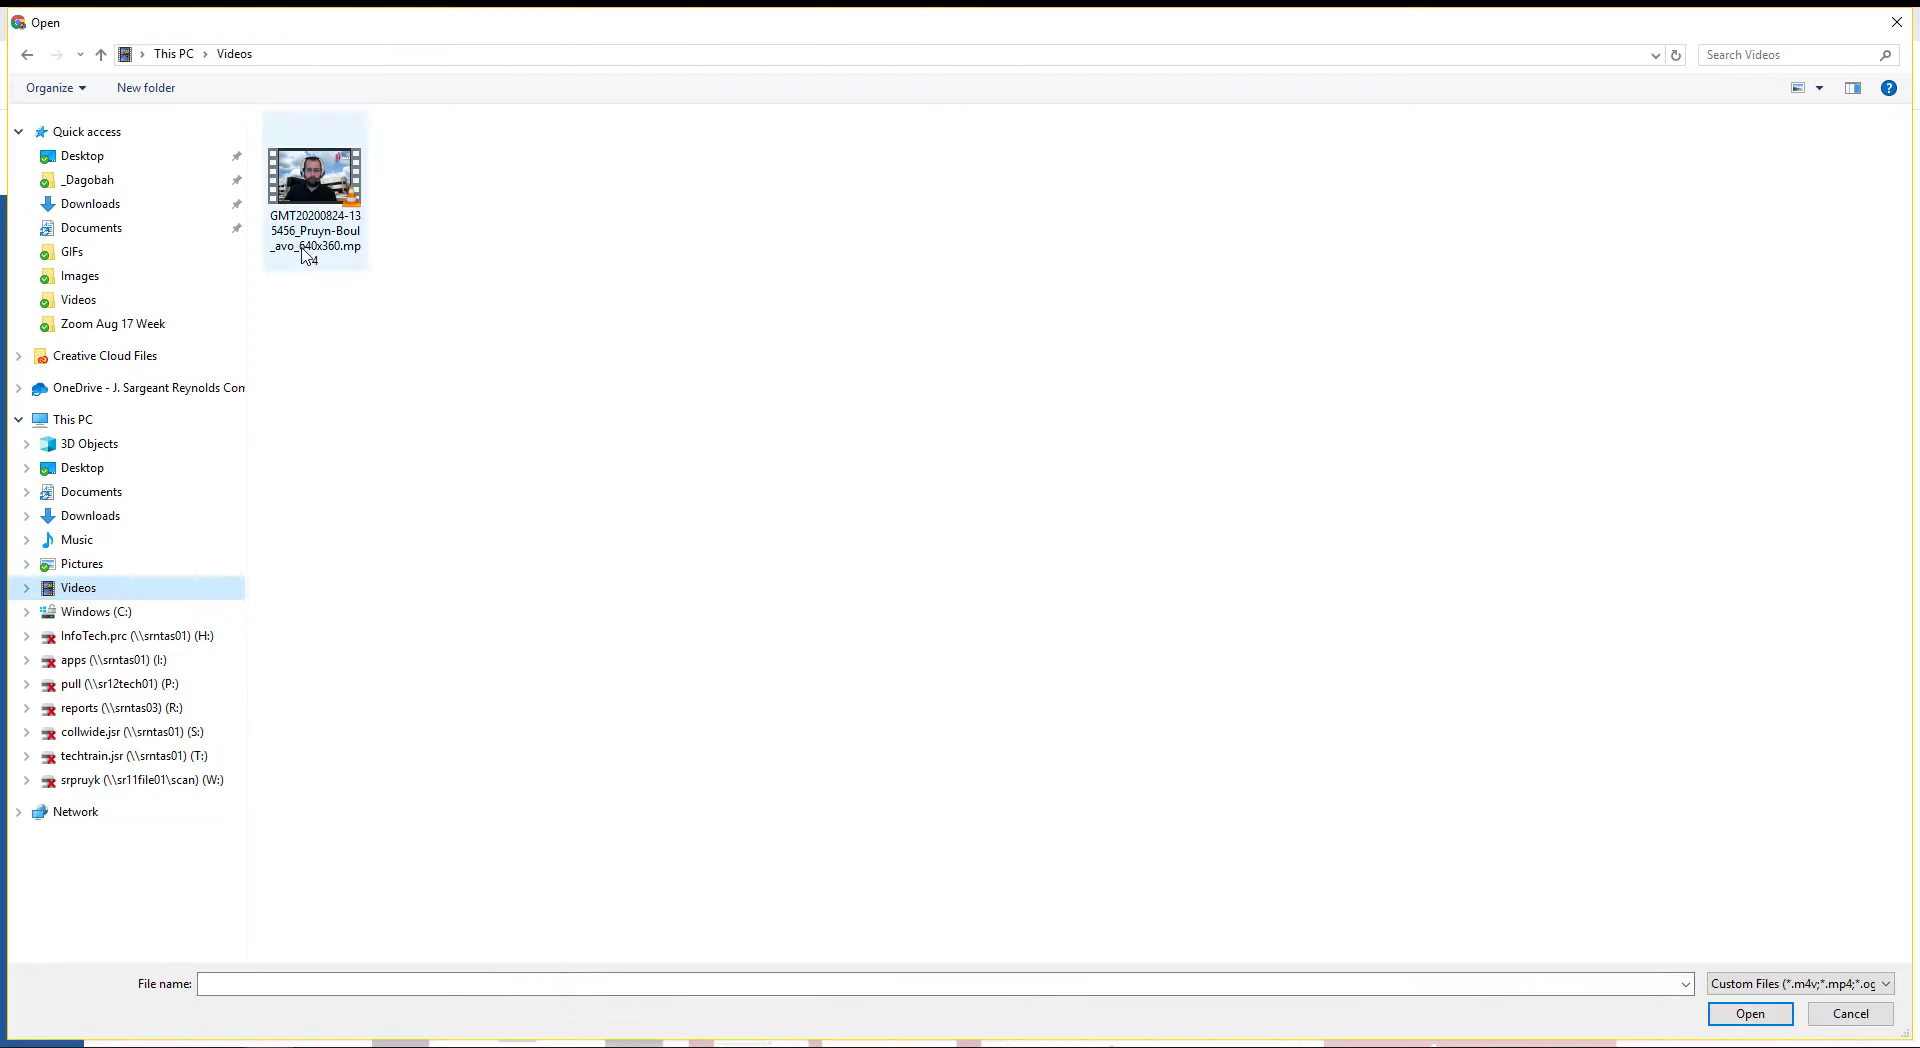 Open
This PC > Videos
Search Videos
Organize
New folder
Quick access
Desktop
_Dagobah
Downloads
Documents
GIFs
Images
Videos
Zoom Aug 17 Week
Creative Cloud Files
OneDrive - J. Sargeant Reynolds Com
This PC
3D Objects
Desktop
Documents
Downloads
Music
Pictures
Videos
Windows (C:)
InfoTech.prc (\\srntas01) (H:)
apps (\\srntas01) (I:)
pull (\\sr12tech01) (P:)
reports (\\srntas03) (R:)
collwide.jsr (\\srntas01) (S:)
techtrain.jsr (\\srntas01) (T:)
srpruyk (\\sr11file01\scan) (W:)
Network
GMT20200824-13
5456_Pruyn-Boul
_avo_640x360.mp
4
File name:
Custom Files (*.m4v;*.mp4;*.og
Open
Cancel